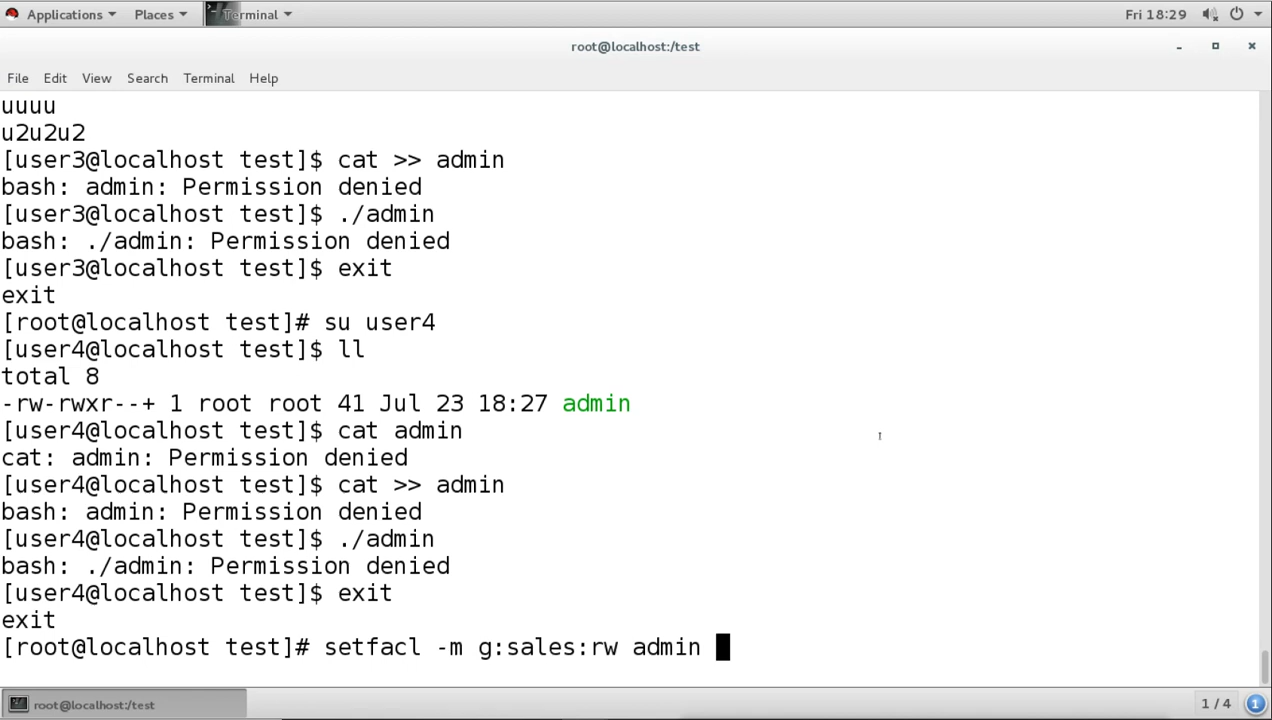 Applications Places Terminal Fri 18:29
root@localhost:/test
File Edit View Search Terminal Help
uuuu
u2u2u2
[user3@localhost test]$ cat >> admin
bash: admin: Permission denied
[user3@localhost test]$ ./admin
bash: ./admin: Permission denied
[user3@localhost test]$ exit
exit
[root@localhost test]# su user4
[user4@localhost test]$ ll
total 8
-rw-rwxr--+ 1 root root 41 Jul 23 18:27 admin
[user4@localhost test]$ cat admin
cat: admin: Permission denied
[user4@localhost test]$ cat >> admin
bash: admin: Permission denied
[user4@localhost test]$ ./admin
bash: ./admin: Permission denied
[user4@localhost test]$ exit
exit
[root@localhost test]# setfacl -m g:sales:rw admin
root@localhost:/test 1 / 4 1